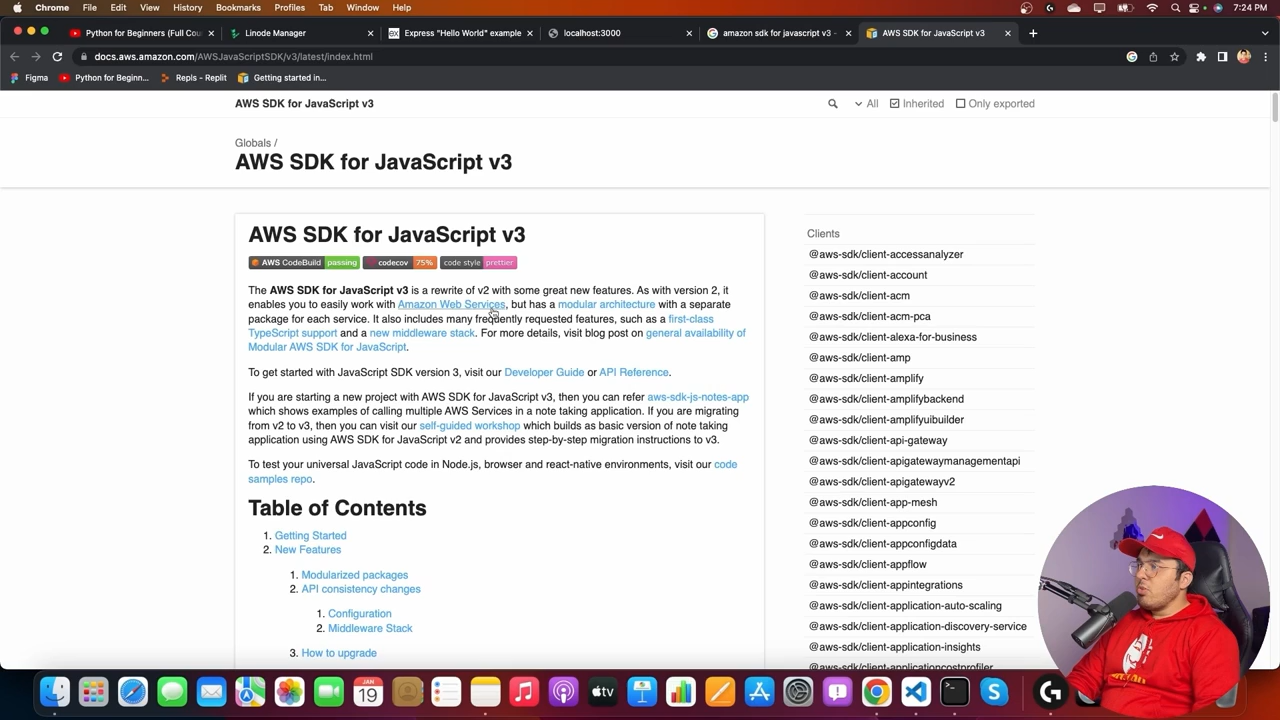 Chrome File Edit View History Bookmarks Profiles Tab Window Help 7:24 PM
Python for Beginners (Full Cou Linode Manager Express "Hello World" example localhost:3000 amazon sdk for javascript v3 - AWS SDK for JavaScript v3
docs.aws.amazon.com/AWSJavaScriptSDK/v3/latest/index.html
Figma Python for Beginn... Repls - Replit Getting started in...
AWS SDK for JavaScript v3 All Inherited Only exported
Globals /
AWS SDK for JavaScript v3
AWS SDK for JavaScript v3
AWS CodeBuild passing codecov 75% code style prettier
The AWS SDK for JavaScript v3 is a rewrite of v2 with some great new features. As with version 2, it
enables you to easily work with Amazon Web Services, but has a modular architecture with a separate
package for each service. It also includes many frequently requested features, such as a first-class
TypeScript support and a new middleware stack. For more details, visit blog post on general availability of
Modular AWS SDK for JavaScript.
To get started with JavaScript SDK version 3, visit our Developer Guide or API Reference.
If you are starting a new project with AWS SDK for JavaScript v3, then you can refer aws-sdk-js-notes-app
which shows examples of calling multiple AWS Services in a note taking application. If you are migrating
from v2 to v3, then you can visit our self-guided workshop which builds as basic version of note taking
application using AWS SDK for JavaScript v2 and provides step-by-step migration instructions to v3.
To test your universal JavaScript code in Node.js, browser and react-native environments, visit our code
samples repo.
Table of Contents
1. Getting Started
2. New Features
1. Modularized packages
2. API consistency changes
1. Configuration
2. Middleware Stack
3. How to upgrade
Clients
@aws-sdk/client-accessanalyzer
@aws-sdk/client-account
@aws-sdk/client-acm
@aws-sdk/client-acm-pca
@aws-sdk/client-alexa-for-business
@aws-sdk/client-amp
@aws-sdk/client-amplify
@aws-sdk/client-amplifybackend
@aws-sdk/client-amplifyuibuilder
@aws-sdk/client-api-gateway
@aws-sdk/client-apigatewaymanagementapi
@aws-sdk/client-apigatewayv2
@aws-sdk/client-app-mesh
@aws-sdk/client-appconfig
@aws-sdk/client-appconfigdata
@aws-sdk/client-appflow
@aws-sdk/client-appintegrations
@aws-sdk/client-application-auto-scaling
@aws-sdk/client-application-discovery-service
@aws-sdk/client-application-insights
@aws-sdk/client-applicationcostprofiler
JAN
19
tv